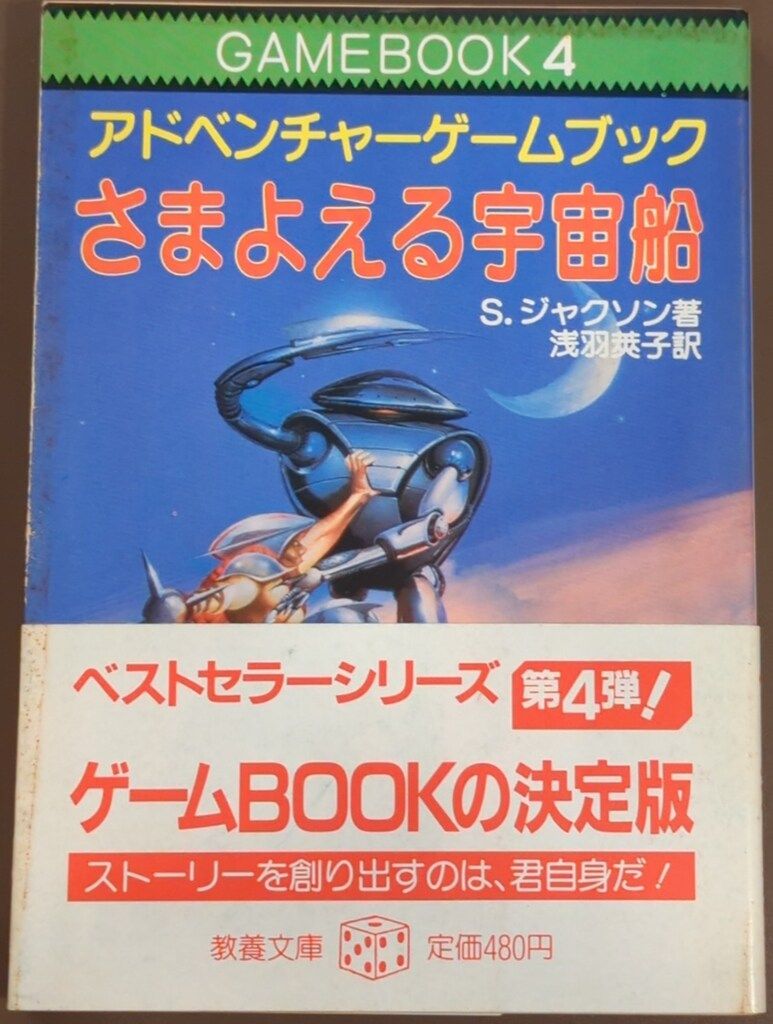 GAMEBOOK4
アドベンチャーゲームブック
さまよえる宇宙船
S.ジャクソン著
浅羽莢子訳
ベストセラーシリーズ 第4弾!
ゲームBOOKの決定版
ストーリーを創り出すのは、君自身だ!
教養文庫 定価480円